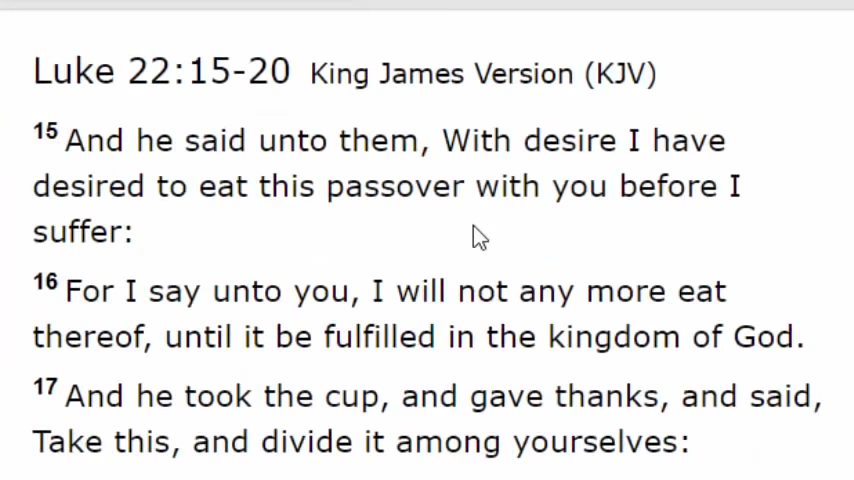 Luke 22:15-20 King James Version (KJV)
15 And he said unto them, With desire I have
desired to eat this passover with you before I
suffer:
16 For I say unto you, I will not any more eat
thereof, until it be fulfilled in the kingdom of God.
17 And he took the cup, and gave thanks, and said,
Take this, and divide it among yourselves: